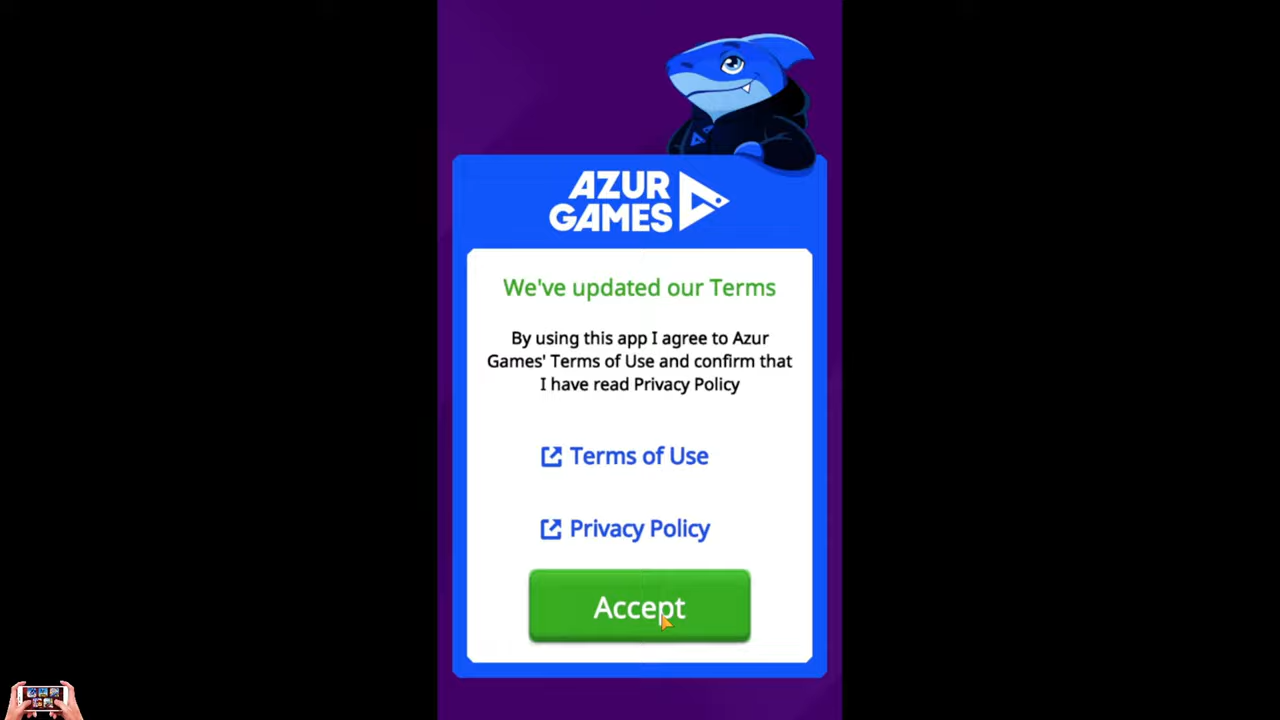 AZUR
GAMES
We've updated our Terms
By using this app I agree to Azur
Games' Terms of Use and confirm that
I have read Privacy Policy
Terms of Use
Privacy Policy
Accept